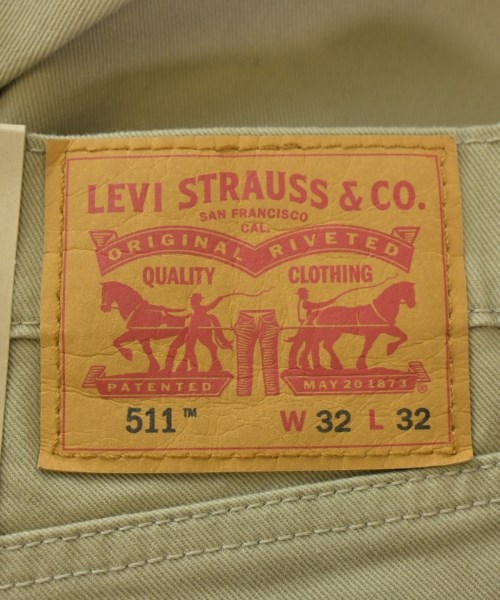 LEVI STRAUSS & CO.
SAN FRANCISCO
CAL.
ORIGINAL RIVETED
QUALITY CLOTHING
PATENTED MAY 20 1873 ®
511™ W 32 L 32